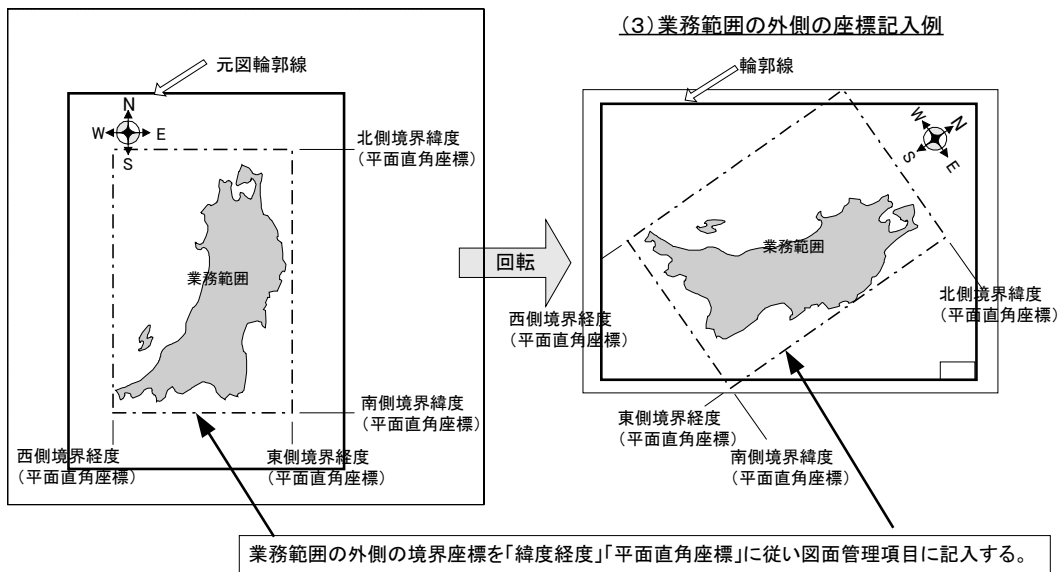 (3)業務範囲の外側の座標記入例
元図輪郭線
N
W
E
S
北側境界緯度
(平面直角座標)
業務範囲
南側境界緯度
(平面直角座標)
西側境界経度
(平面直角座標)
東側境界経度
(平面直角座標)
回転
輪郭線
W
N
S
E
業務範囲
北側境界緯度
(平面直角座標)
西側境界経度
(平面直角座標)
東側境界経度
(平面直角座標)
南側境界緯度
(平面直角座標)
業務範囲の外側の境界座標を「緯度経度」「平面直角座標」に従い図面管理項目に記入する。